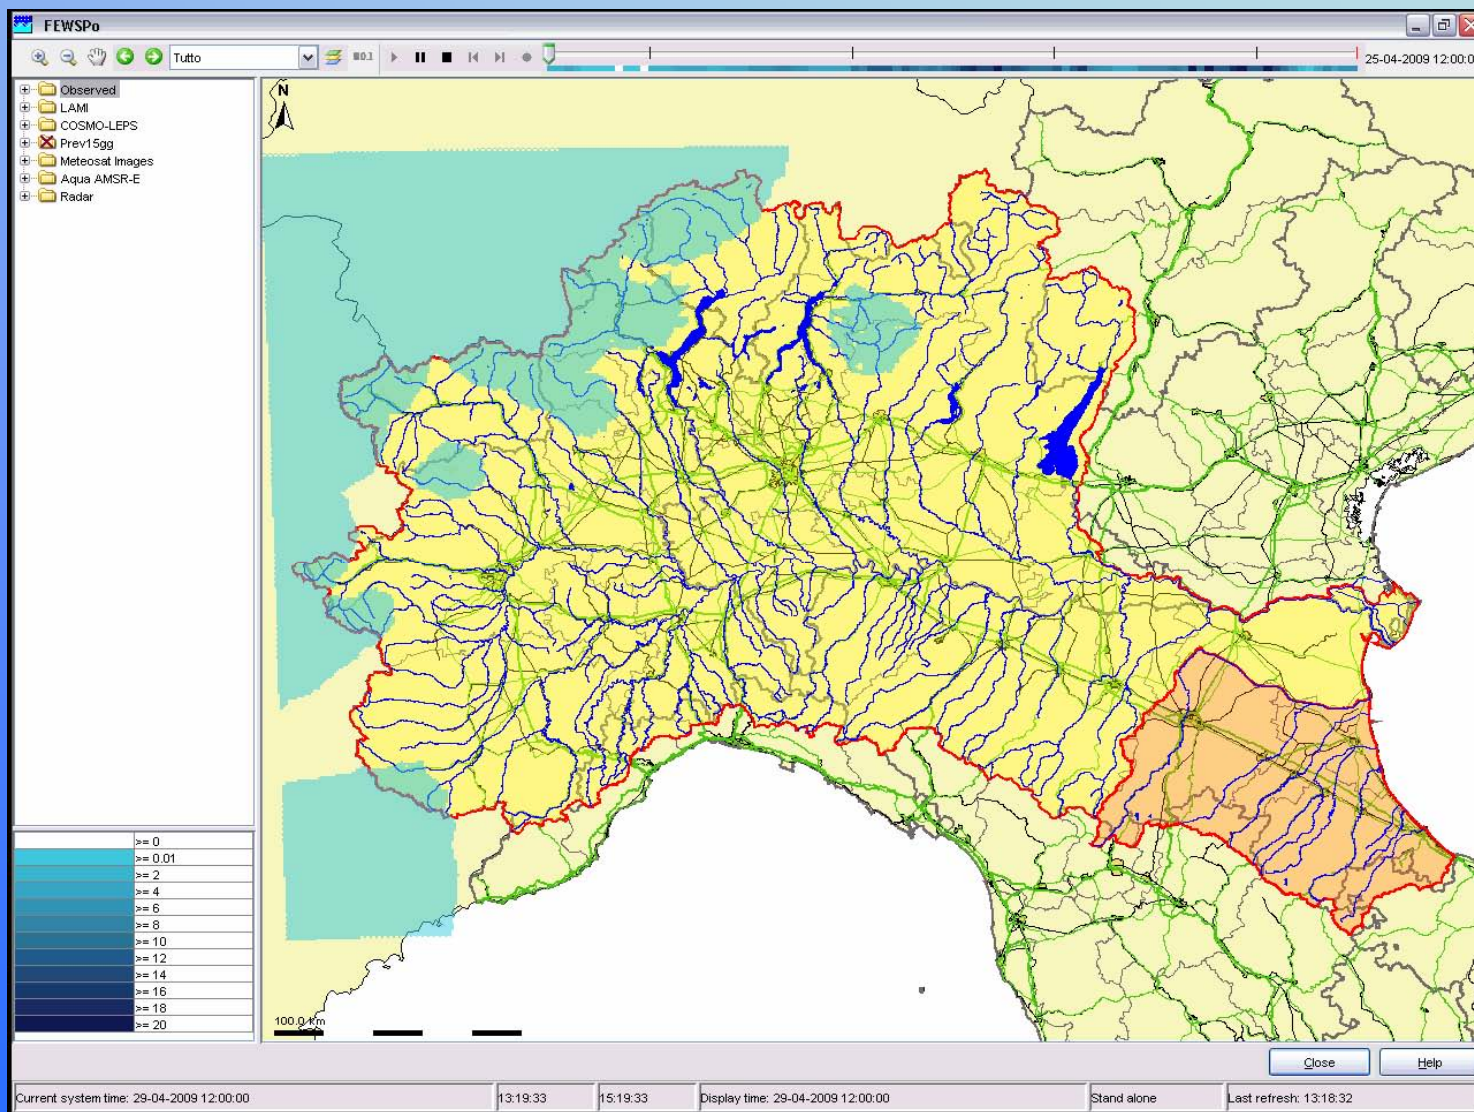 FEWSPo
Tutto
25-04-2009 12:00:0
Observed
LAMI
COSMO-LEPS
Prev15gg
Meteosat Images
Aqua AMSR-E
Radar
N
>= 0
>= 0.01
>= 2
>= 4
>= 6
>= 8
>= 10
>= 12
>= 14
>= 16
>= 18
>= 20
100.0 km
Close
Help
Current system time: 29-04-2009 12:00:00
13:19:33
15:19:33
Display time: 29-04-2009 12:00:00
Stand alone
Last refresh: 13:18:32